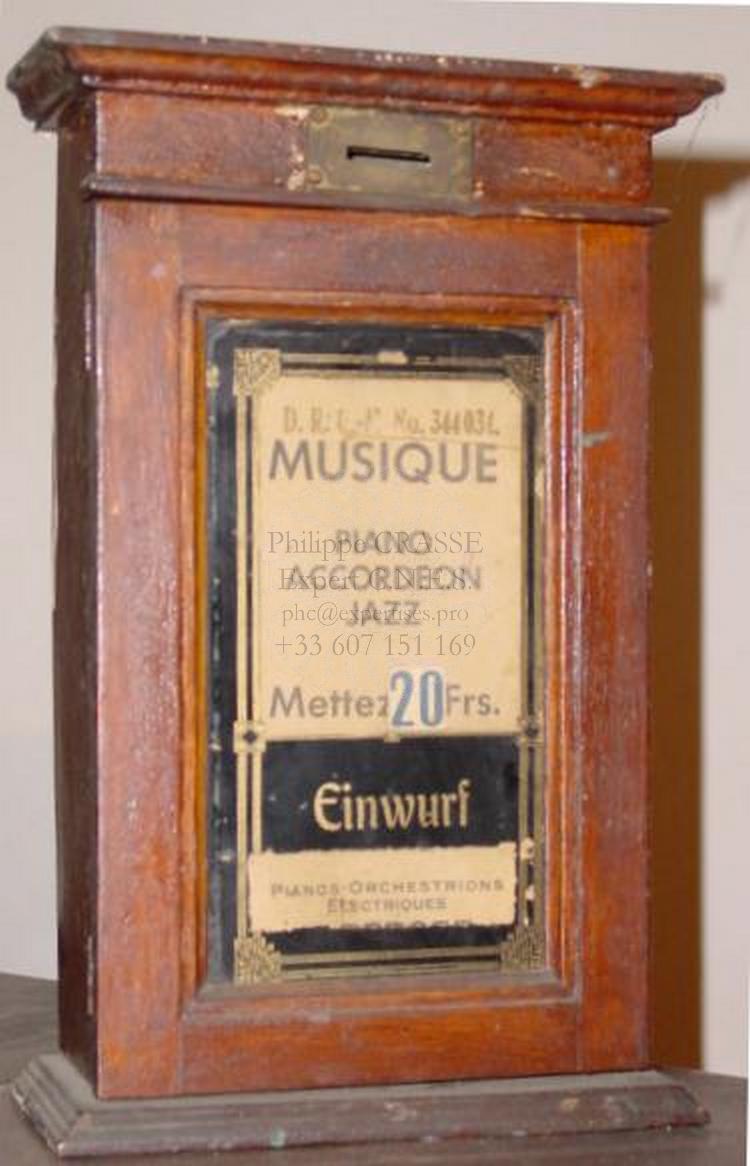 D. R. G.-M. No. 344034.
MUSIQUE
PIANO
Philippe CRASSE
ACCORDEON
Expert C.N.E.S.
JAZZ
phc@expertises.pro
+33 607 151 169
Mettez 20 Frs.
Einwurf
PIANOS-ORCHESTRIONS
ELECTRIQUES